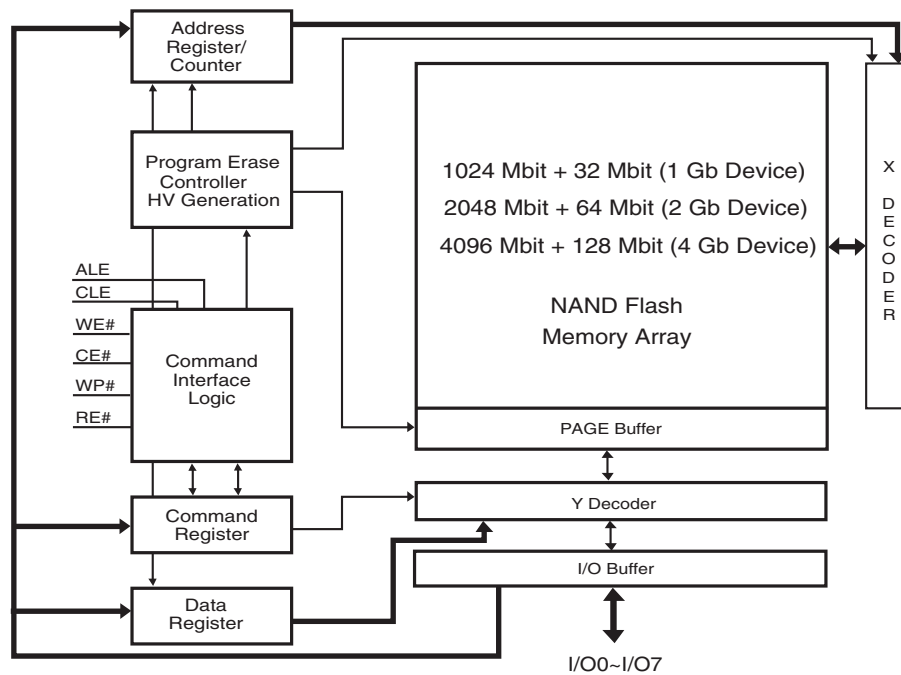 Address
Register/
Counter
Program Erase
Controller
HV Generation
ALE
CLE
WE#
CE#
WP#
RE#
Command
Interface
Logic
Command
Register
Data
Register
1024 Mbit + 32 Mbit (1 Gb Device)
2048 Mbit + 64 Mbit (2 Gb Device)
4096 Mbit + 128 Mbit (4 Gb Device)
NAND Flash
Memory Array
PAGE Buffer
Y Decoder
I/O Buffer
I/O0~I/O7
X
DECODER